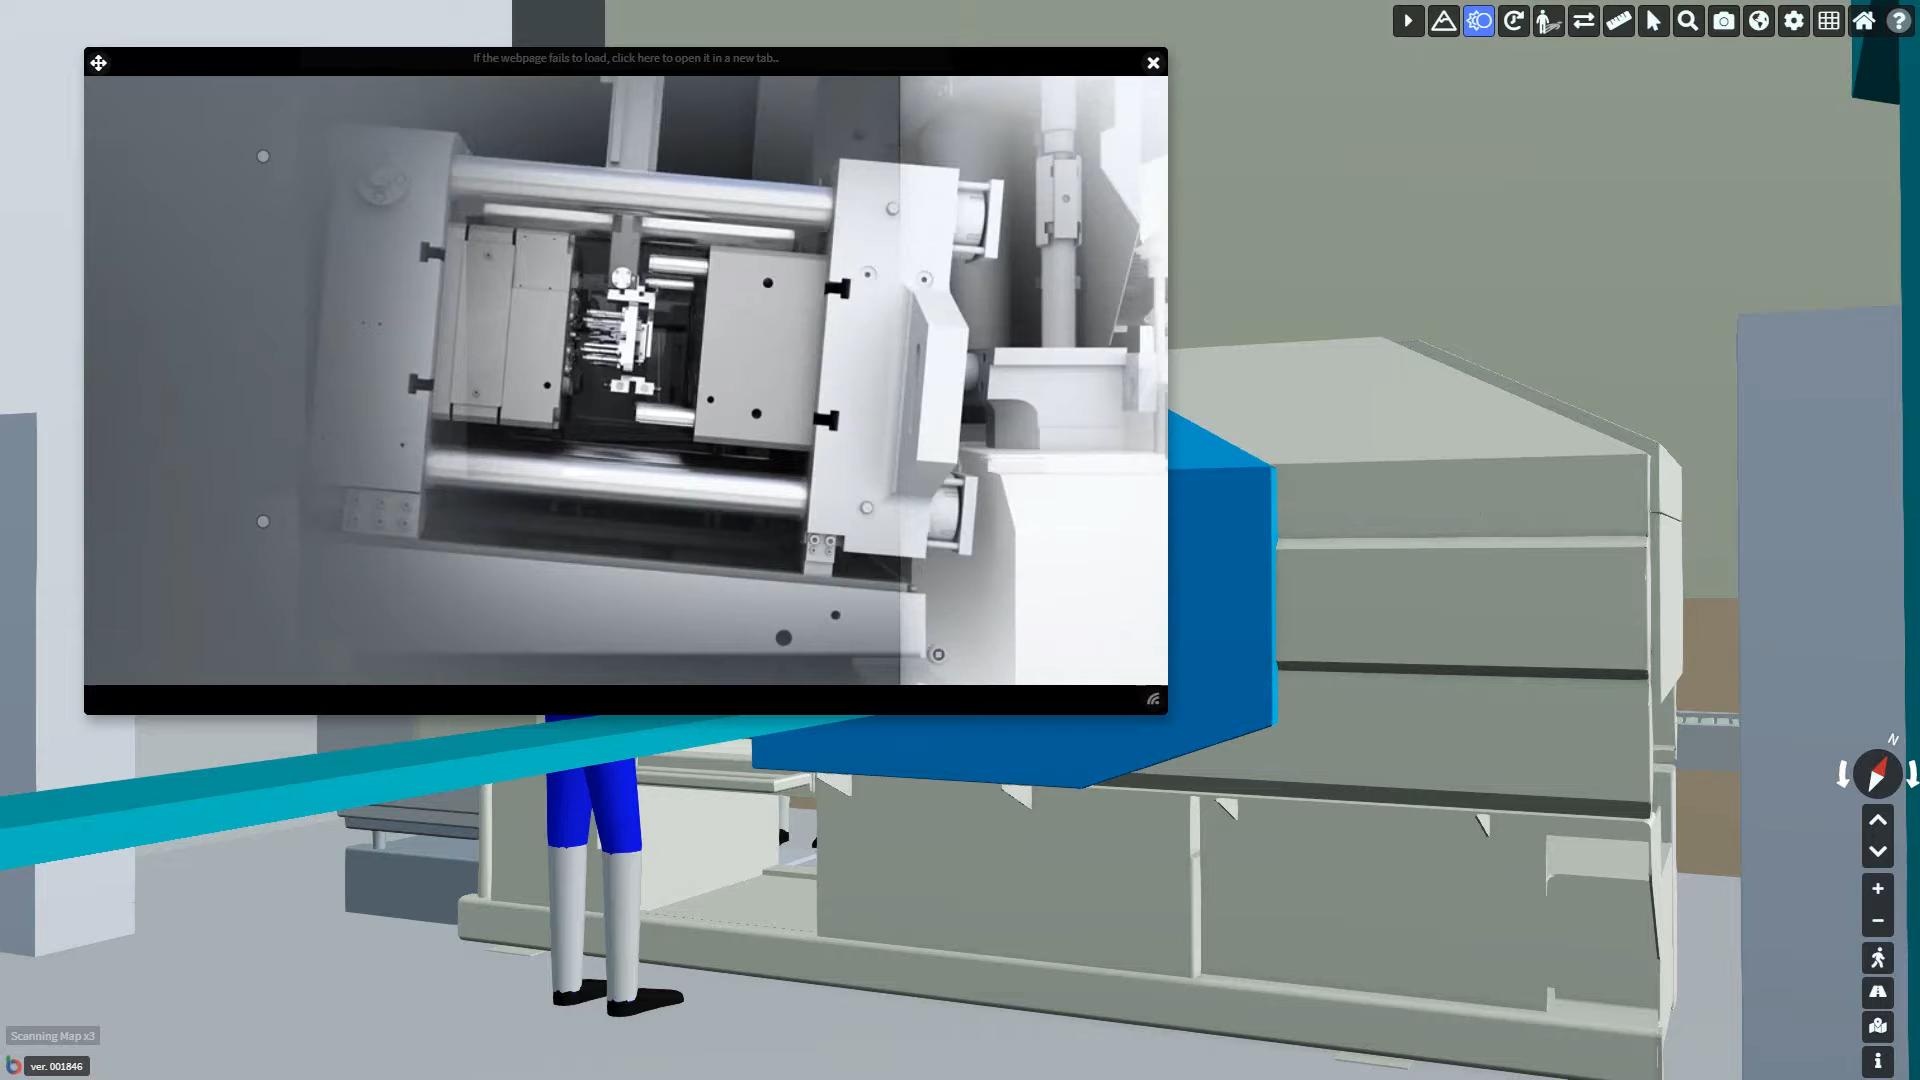 If the webpage fails to load, click here to open it in a new tab..
N
Scanning Map x3
ver. 001846